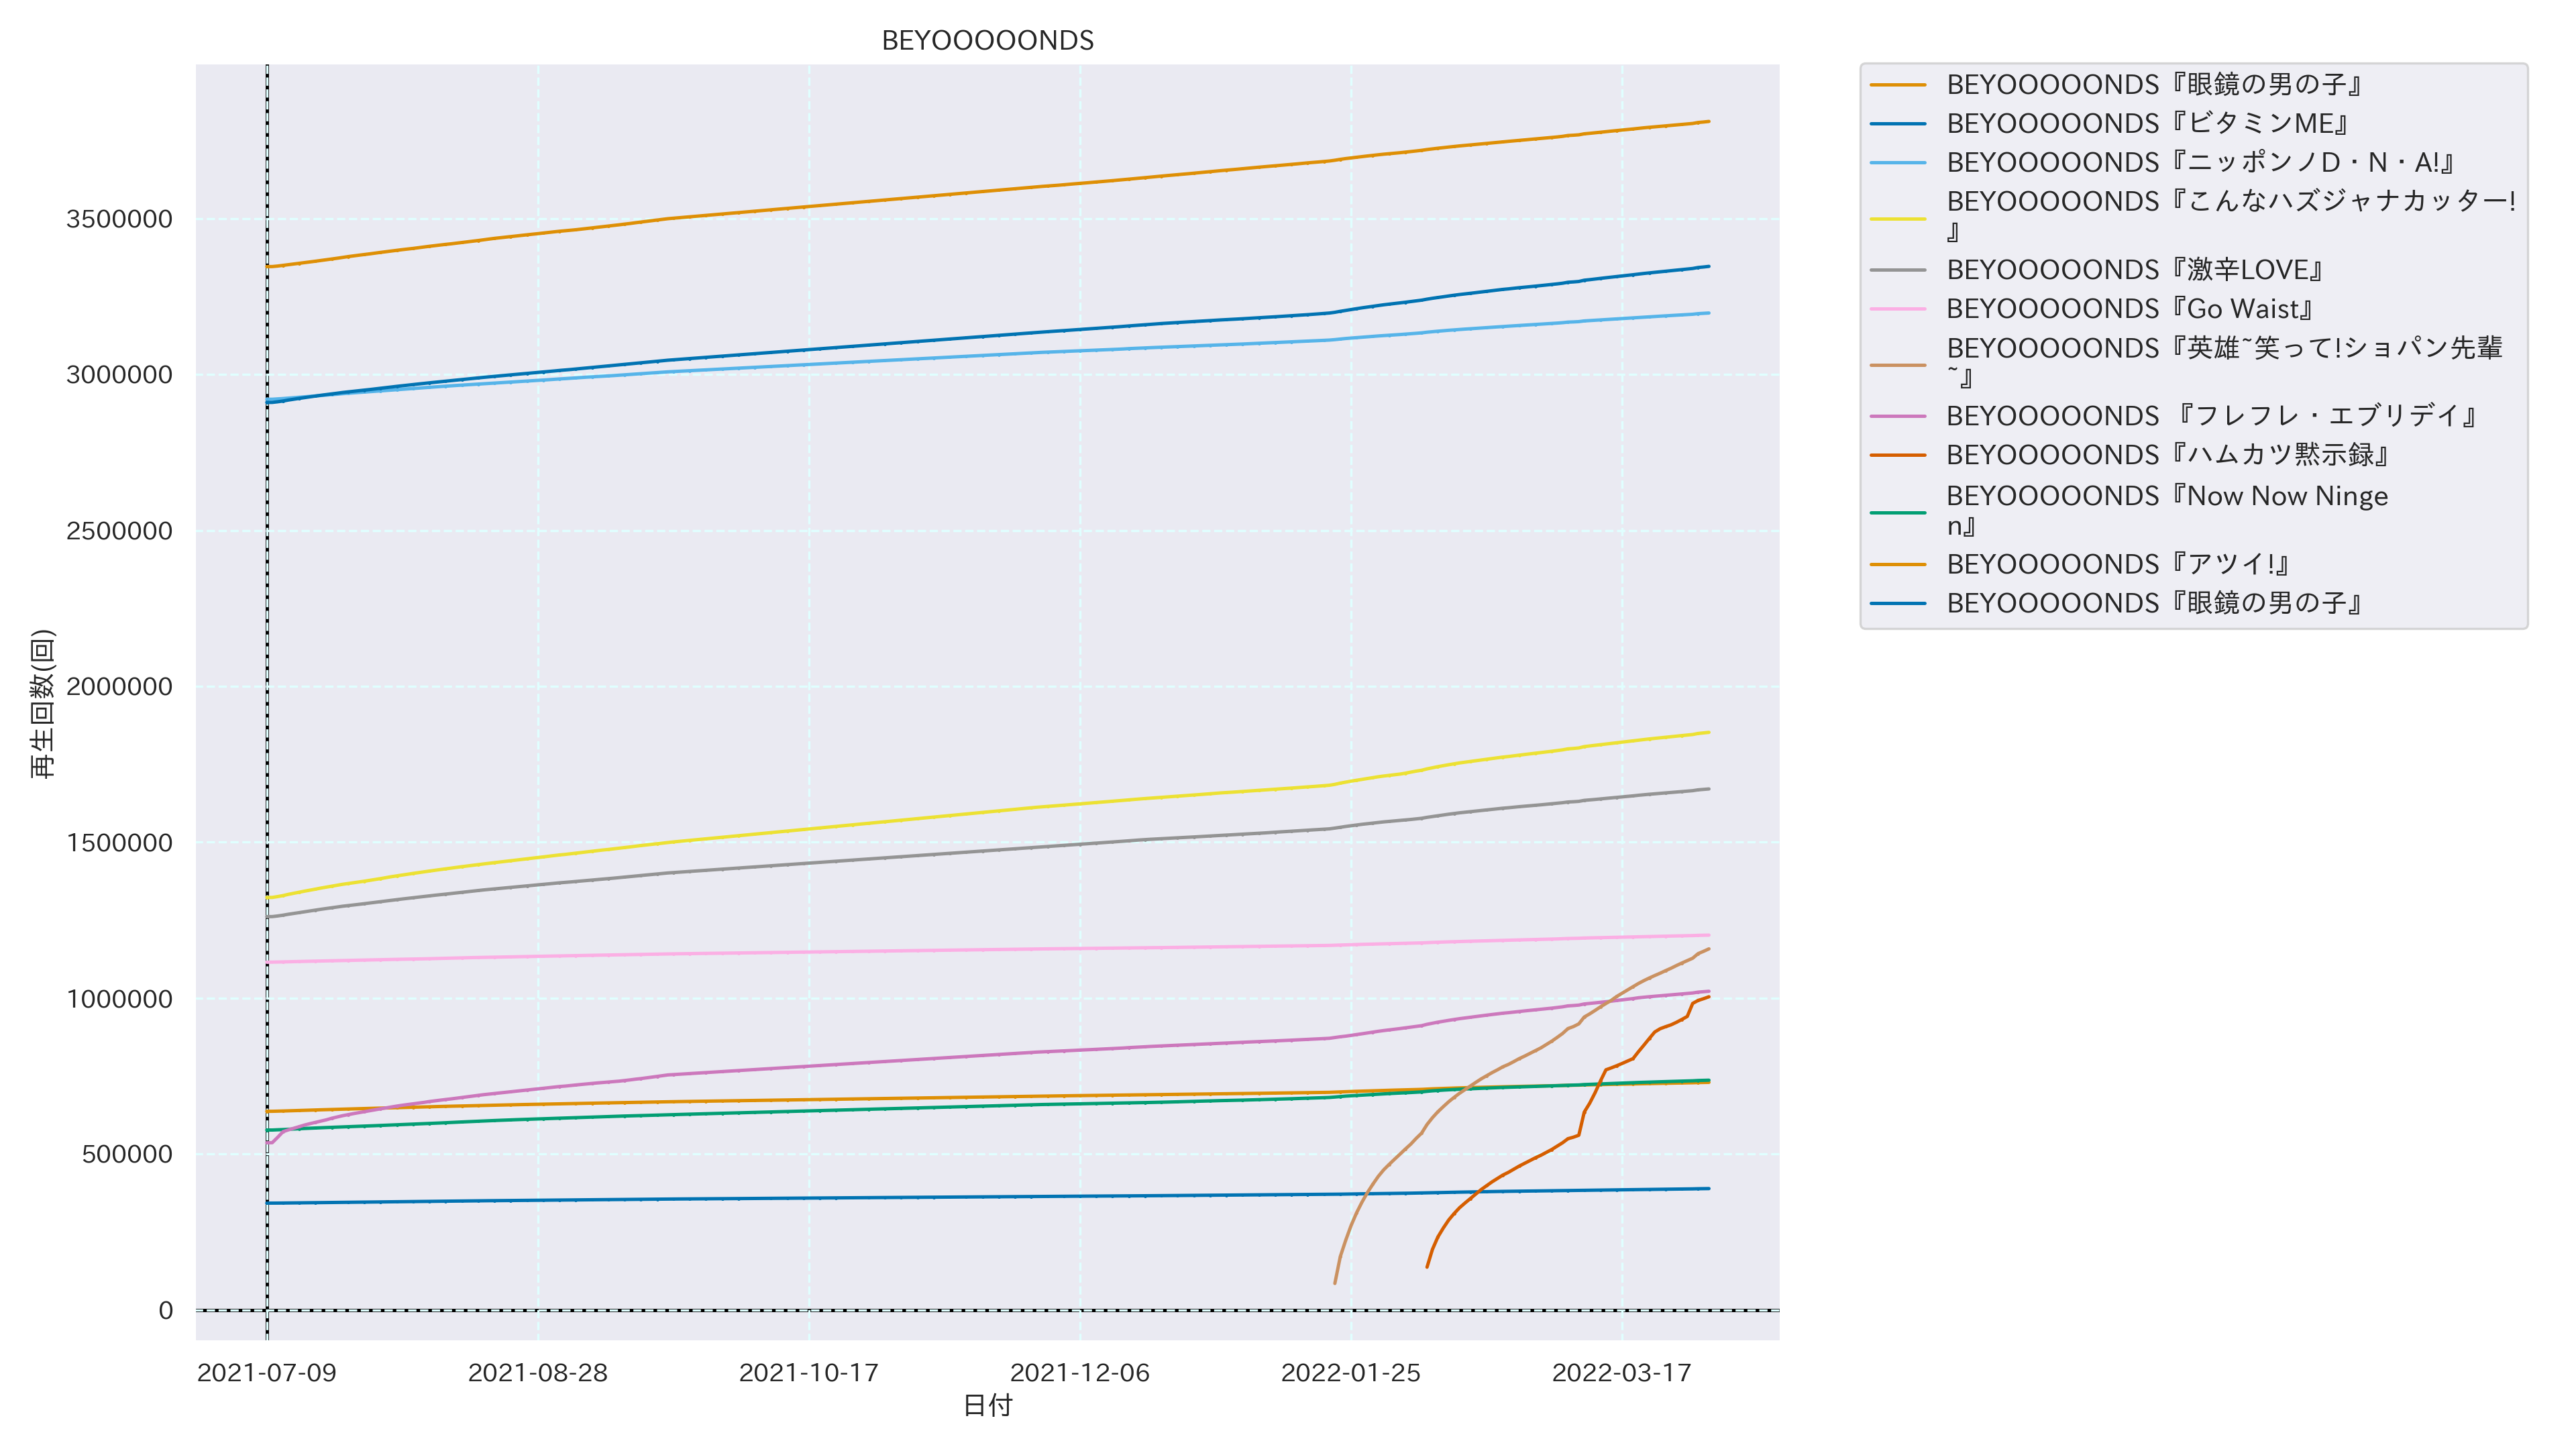 BEYOOOOONDS
再生回数(回)
3500000
3000000
2500000
2000000
1500000
1000000
500000
0
2021-07-09
2021-08-28
2021-10-17
2021-12-06
2022-01-25
2022-03-17
日付
BEYOOOOONDS『眼鏡の男の子』
BEYOOOOONDS『ビタミンME』
BEYOOOOONDS『ニッポンノD・N・A!』
BEYOOOOONDS『こんなハズジャナカッター!
』
BEYOOOOONDS『激辛LOVE』
BEYOOOOONDS『Go Waist』
BEYOOOOONDS『英雄~笑って!ショパン先輩
~』
BEYOOOOONDS 『フレフレ・エブリデイ』
BEYOOOOONDS『ハムカツ黙示録』
BEYOOOOONDS『Now Now Ninge
n』
BEYOOOOONDS『アツイ!』
BEYOOOOONDS『眼鏡の男の子』